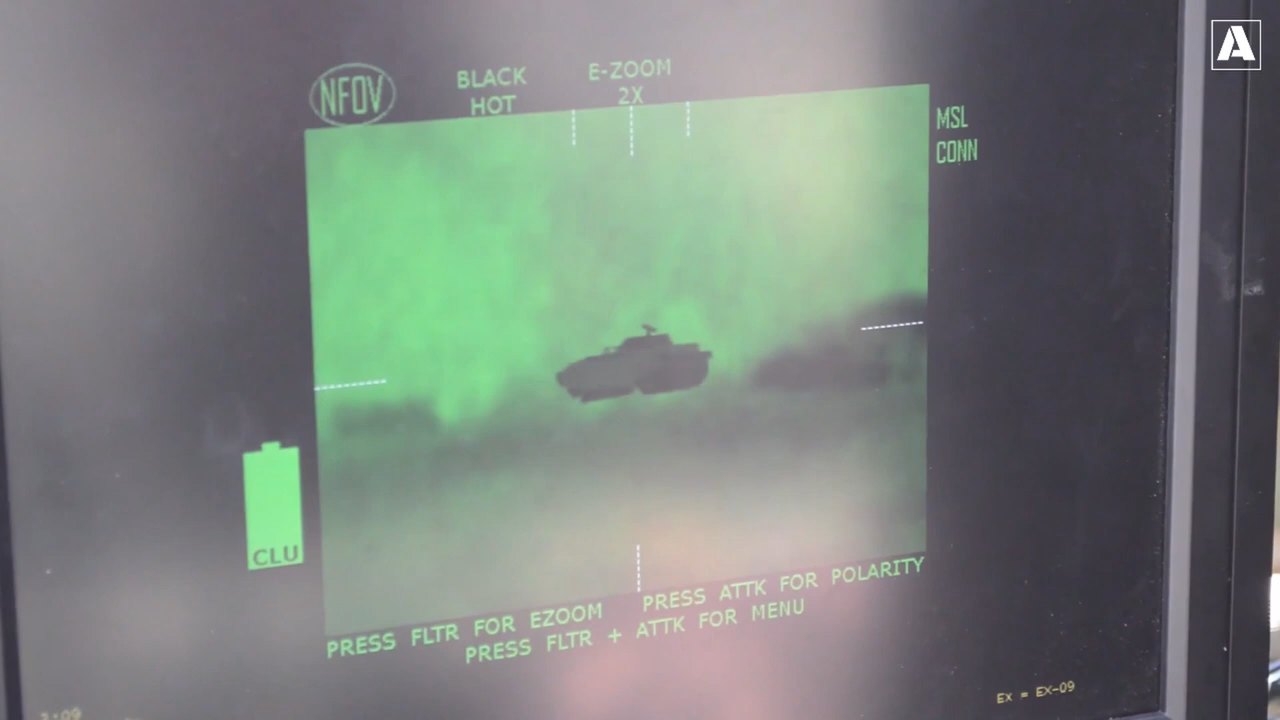 A
NFOV
BLACK
HOT
E-ZOOM
2X
MSL
CONN
CLU
PRESS FLTR FOR EZOOM
PRESS ATTK FOR POLARITY
PRESS FLTR + ATTK FOR MENU
EX = EX-09